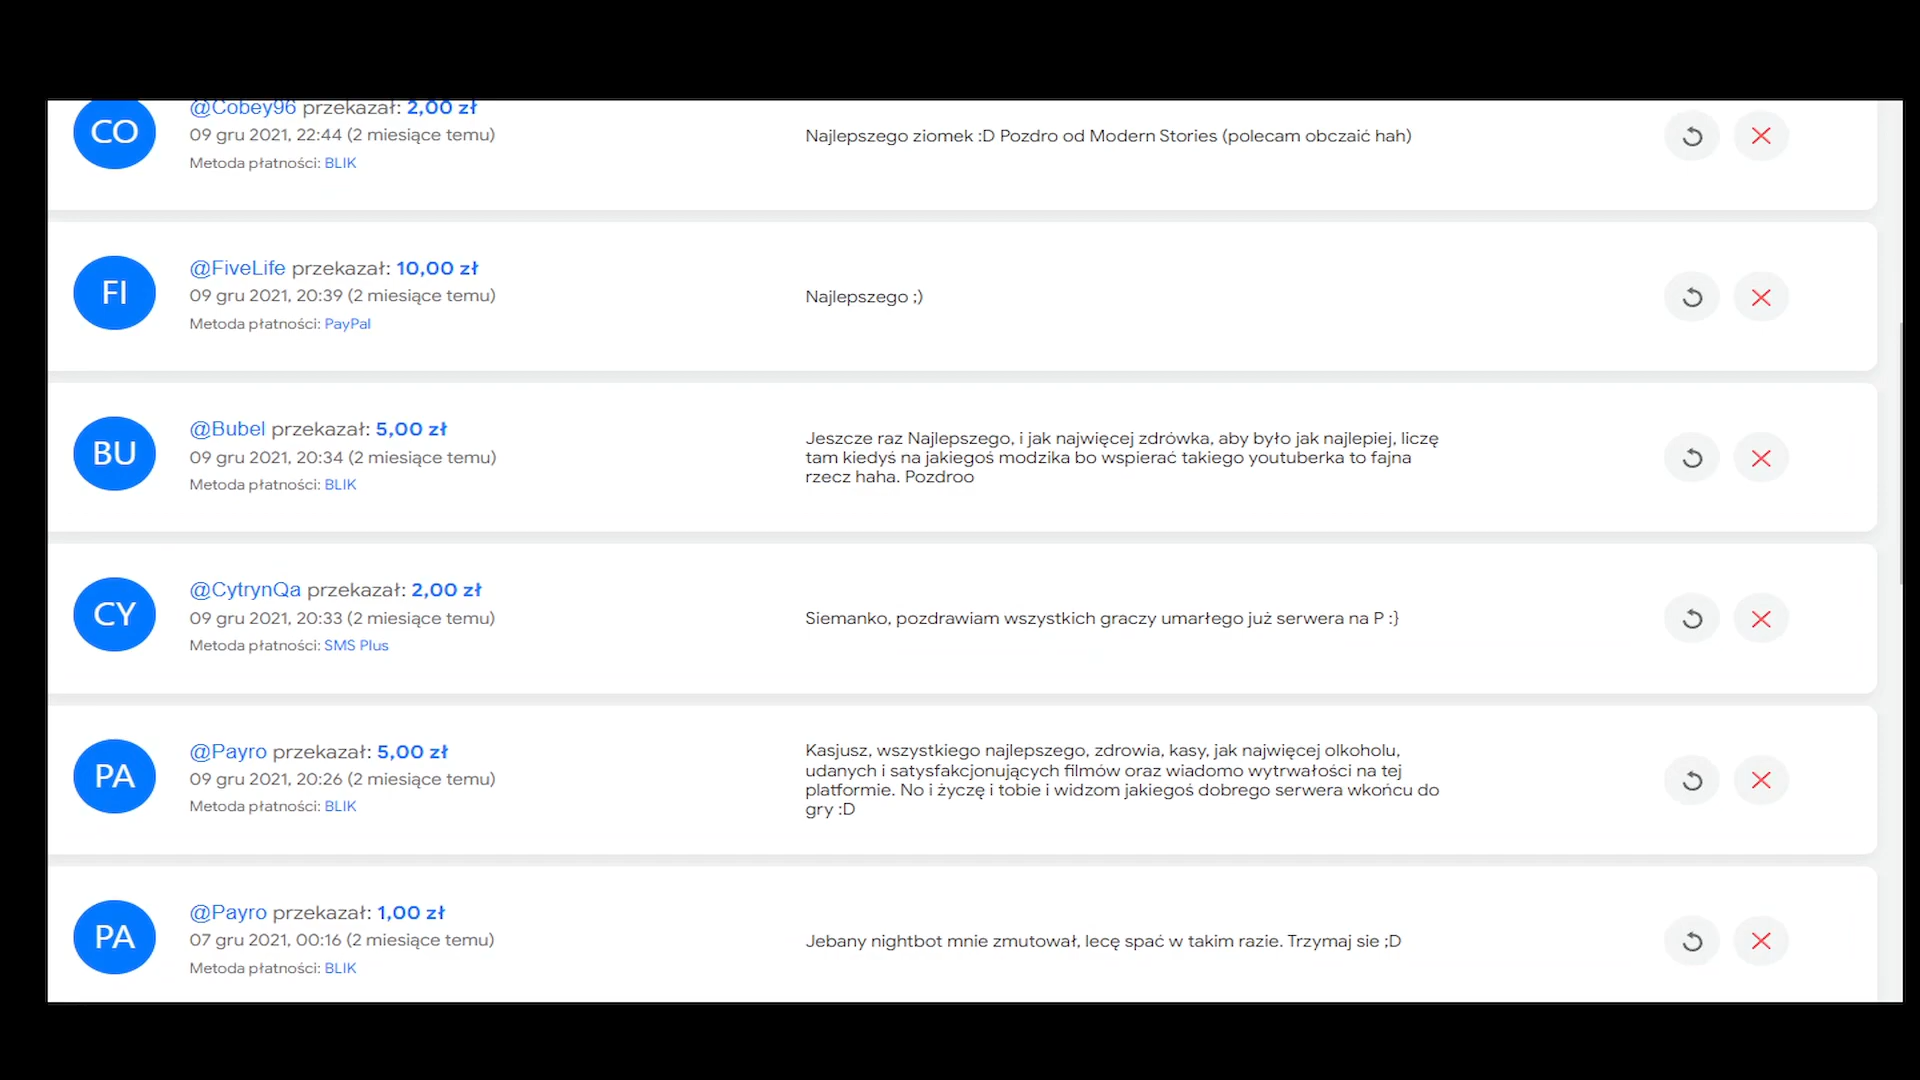 CO
@Cobey96 przekazał: 2,00 zł
09 gru 2021, 22:44 (2 miesiące temu)
Metoda płatności: BLIK
Najlepszego ziomek :D Pozdro od Modern Stories (polecam obczaić hah)
FI
@FiveLife przekazał: 10,00 zł
09 gru 2021, 20:39 (2 miesiące temu)
Metoda płatności: PayPal
Najlepszego ;)
BU
@Bubel przekazał: 5,00 zł
09 gru 2021, 20:34 (2 miesiące temu)
Metoda płatności: BLIK
Jeszcze raz Najlepszego, i jak najwięcej zdrówka, aby było jak najlepiej, liczę
tam kiedyś na jakiegoś modzika bo wspierać takiego youtuberka to fajna
rzecz haha. Pozdroo
CY
@CytrynQa przekazał: 2,00 zł
09 gru 2021, 20:33 (2 miesiące temu)
Metoda płatności: SMS Plus
Siemanko, pozdrawiam wszystkich graczy umarłego już serwera na P :}
PA
@Payro przekazał: 5,00 zł
09 gru 2021, 20:26 (2 miesiące temu)
Metoda płatności: BLIK
Kasjusz, wszystkiego najlepszego, zdrowia, kasy, jak najwięcej olkoholu,
udanych i satysfakcjonujących filmów oraz wiadomo wytrwałości na tej
platformie. No i życzę i tobie i widzom jakiegoś dobrego serwera wkońcu do
gry :D
PA
@Payro przekazał: 1,00 zł
07 gru 2021, 00:16 (2 miesiące temu)
Metoda płatności: BLIK
Jebany nightbot mnie zmutował, lecę spać w takim razie. Trzymaj sie ;D